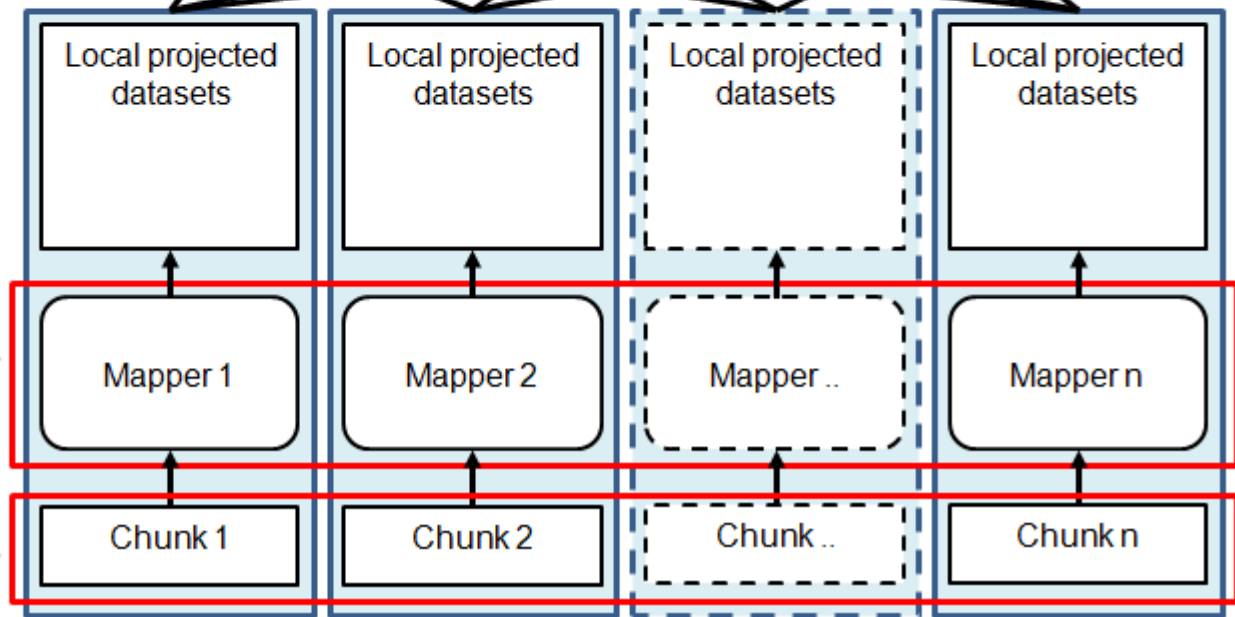 Local projected
datasets
Local projected
datasets
Local projected
datasets
Local projected
datasets
Mapper 1
Mapper 2
Mapper ..
Mapper n
Chunk 1
Chunk 2
Chunk ..
Chunk n